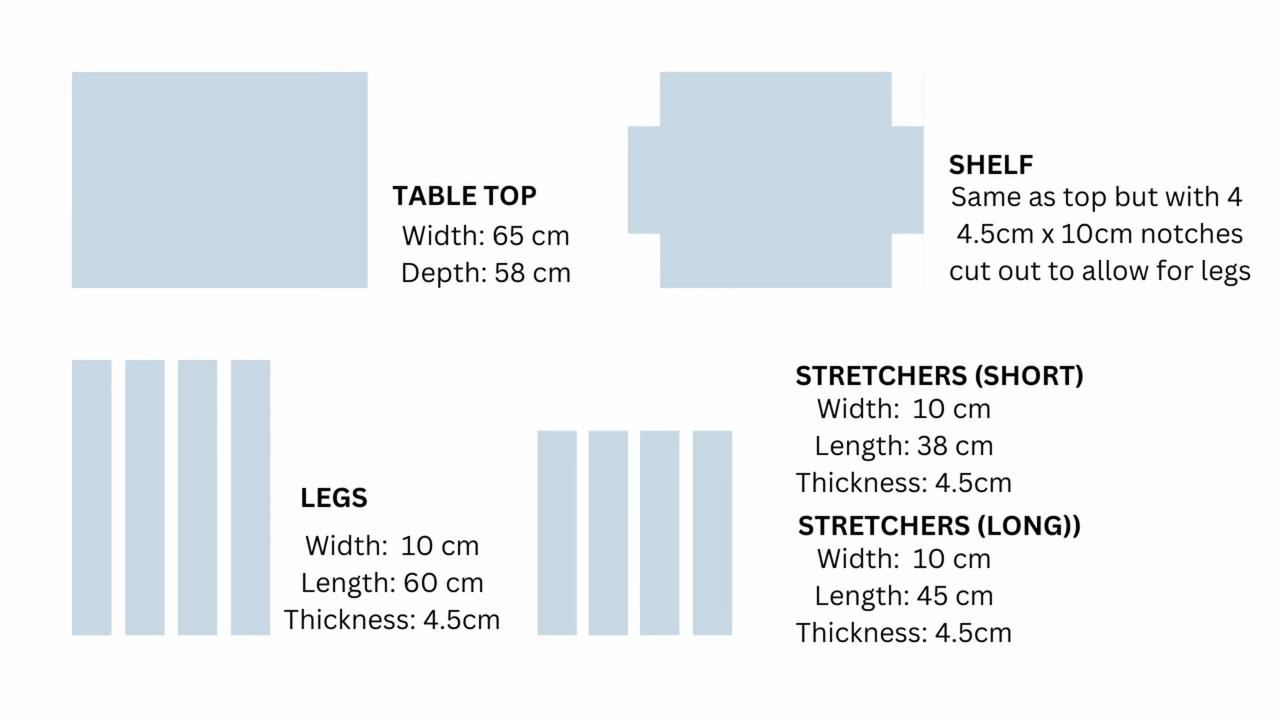 TABLE TOP
Width: 65 cm
Depth: 58 cm
SHELF
Same as top but with 4
4.5cm x 10cm notches
cut out to allow for legs
LEGS
Width: 10 cm
Length: 60 cm
Thickness: 4.5cm
STRETCHERS (SHORT)
Width: 10 cm
Length: 38 cm
Thickness: 4.5cm
STRETCHERS (LONG))
Width: 10 cm
Length: 45 cm
Thickness: 4.5cm